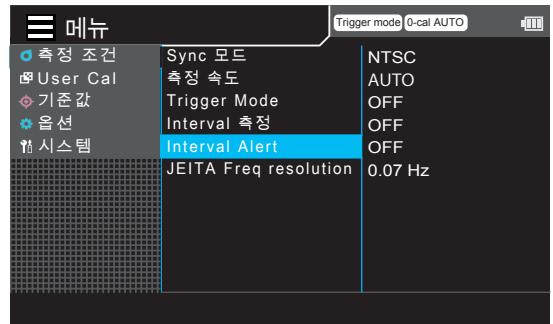 메뉴
Trigger mode 0-cal AUTO
측정 조건
User Cal
기준값
옵션
시스템
Sync 모드 NTSC
측정 속도 AUTO
Trigger Mode OFF
Interval 측정 OFF
Interval Alert OFF
JEITA Freq resolution 0.07 Hz